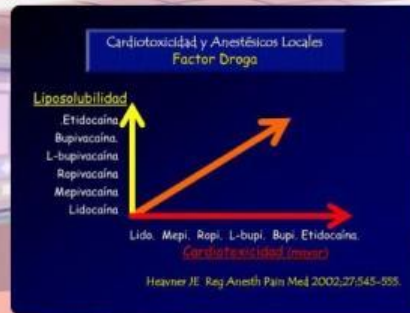 Cardiotoxicidad y Anestésicos Locales
Factor Droga
Liposolubilidad
.Etidocaína
Bupivacaína.
L-bupivacaína
Ropivacaína
Mepivacaína
Lidocaína
Lido. Mepi. Ropi. L-bupi. Bupi. Etidocaína.
Cardiotoxicidad (mayor)
Heavner JE Reg Anesth Pain Med 2002;27:545-555.